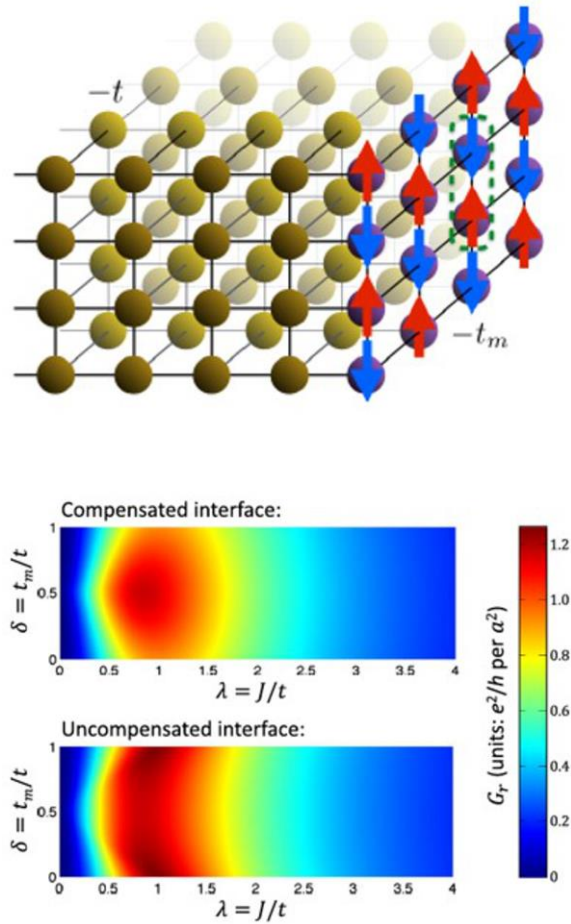 −t
−t_m
Compensated interface:
1
0.5
0
δ = t_m/t
0 0.5 1 1.5 2 2.5 3 3.5 4
λ = J/t
Uncompensated interface:
1
0.5
0
δ = t_m/t
0 0.5 1 1.5 2 2.5 3 3.5 4
λ = J/t
1.2
1.0
0.8
0.6
0.4
0.2
0
G_r (units: e²/h per a²)